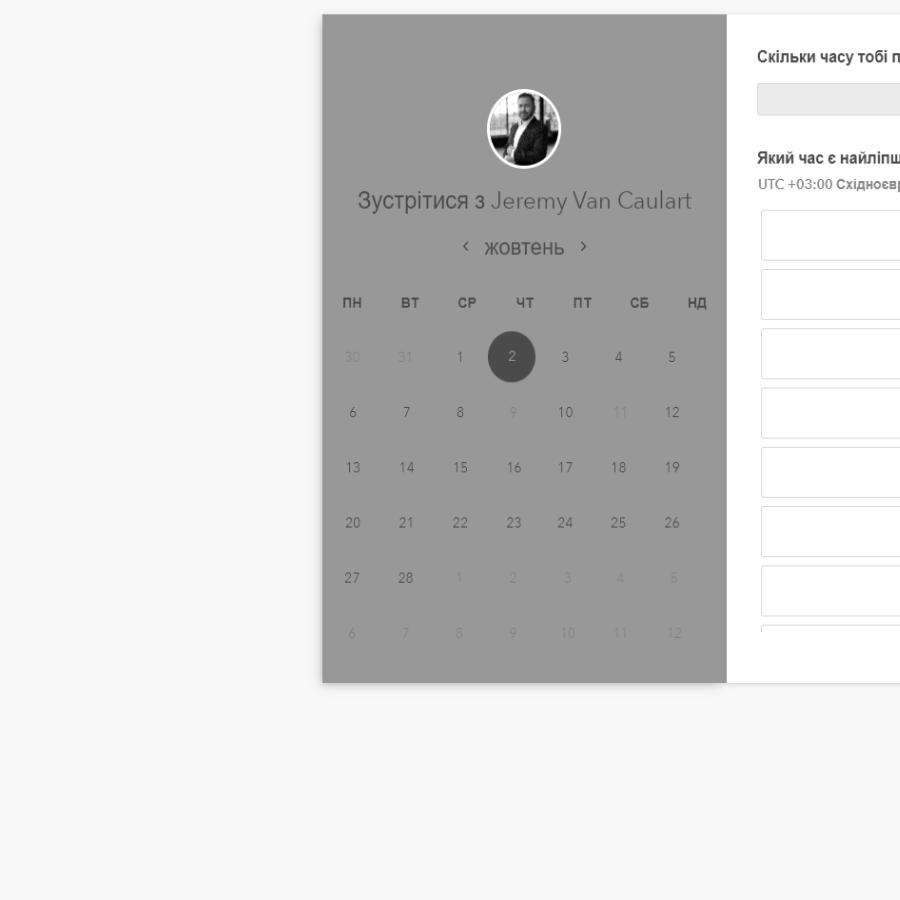 Зустрітися з Jeremy Van Caulart
‹ жовтень ›
ПН ВТ СР ЧТ ПТ СБ НД
30 31 1 2 3 4 5
6 7 8 9 10 11 12
13 14 15 16 17 18 19
20 21 22 23 24 25 26
27 28 1 2 3 4 5
6 7 8 9 10 11 12
Скільки часу тобі п
Який час є найліпш
UTC +03:00 Східноєвр